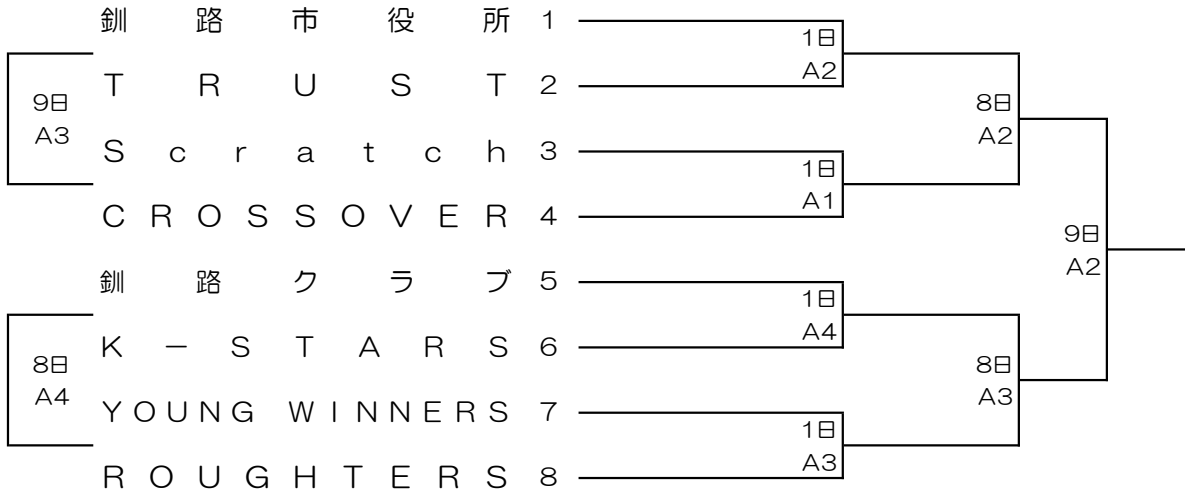 釧路市役所 1
TRUST 2
Scratch 3
CROSSOVER 4
釧路クラブ 5
K－STARS 6
YOUNG WINNERS 7
ROUGHTERS 8
9日
A3
8日
A4
1日
A2
1日
A1
1日
A4
1日
A3
8日
A2
8日
A3
9日
A2